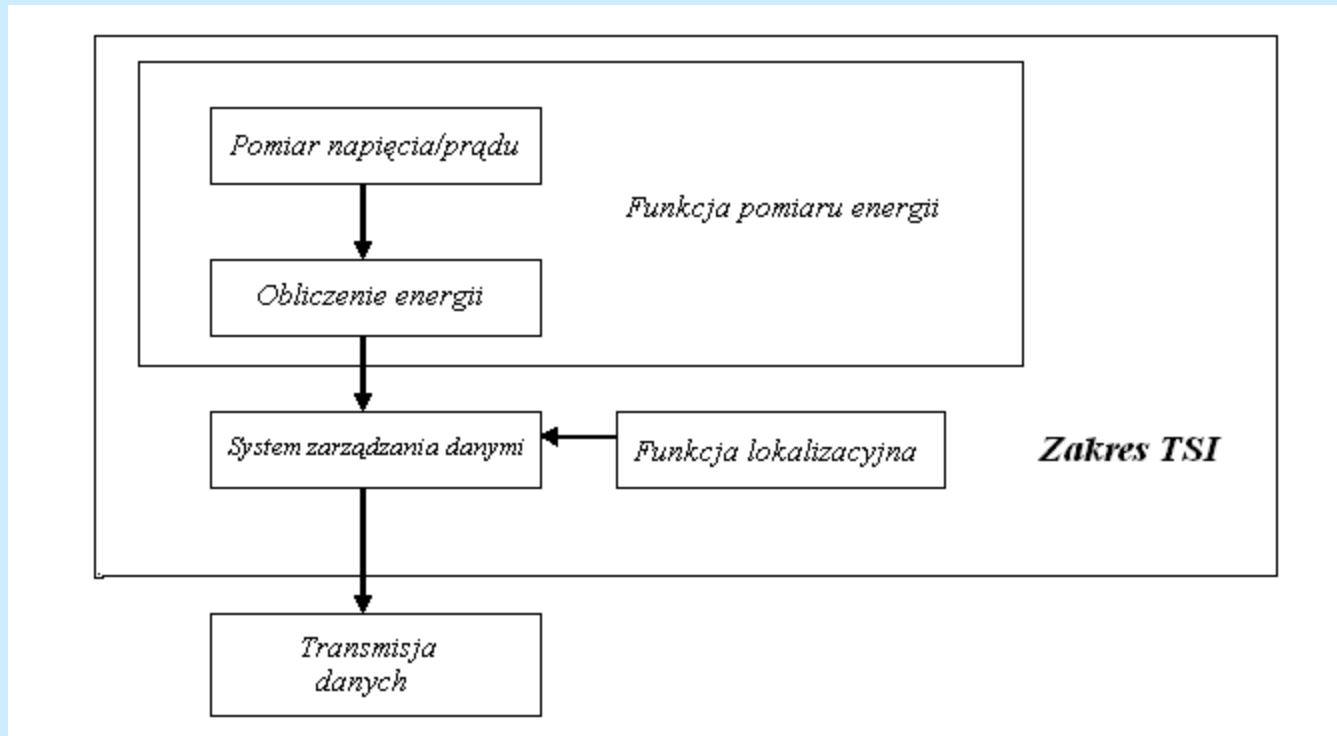 Pomiar napięcia/prądu
Funkcja pomiaru energii
Obliczenie energii
System zarządzania danymi
Funkcja lokalizacyjna
Zakres TSI
Transmisja
danych